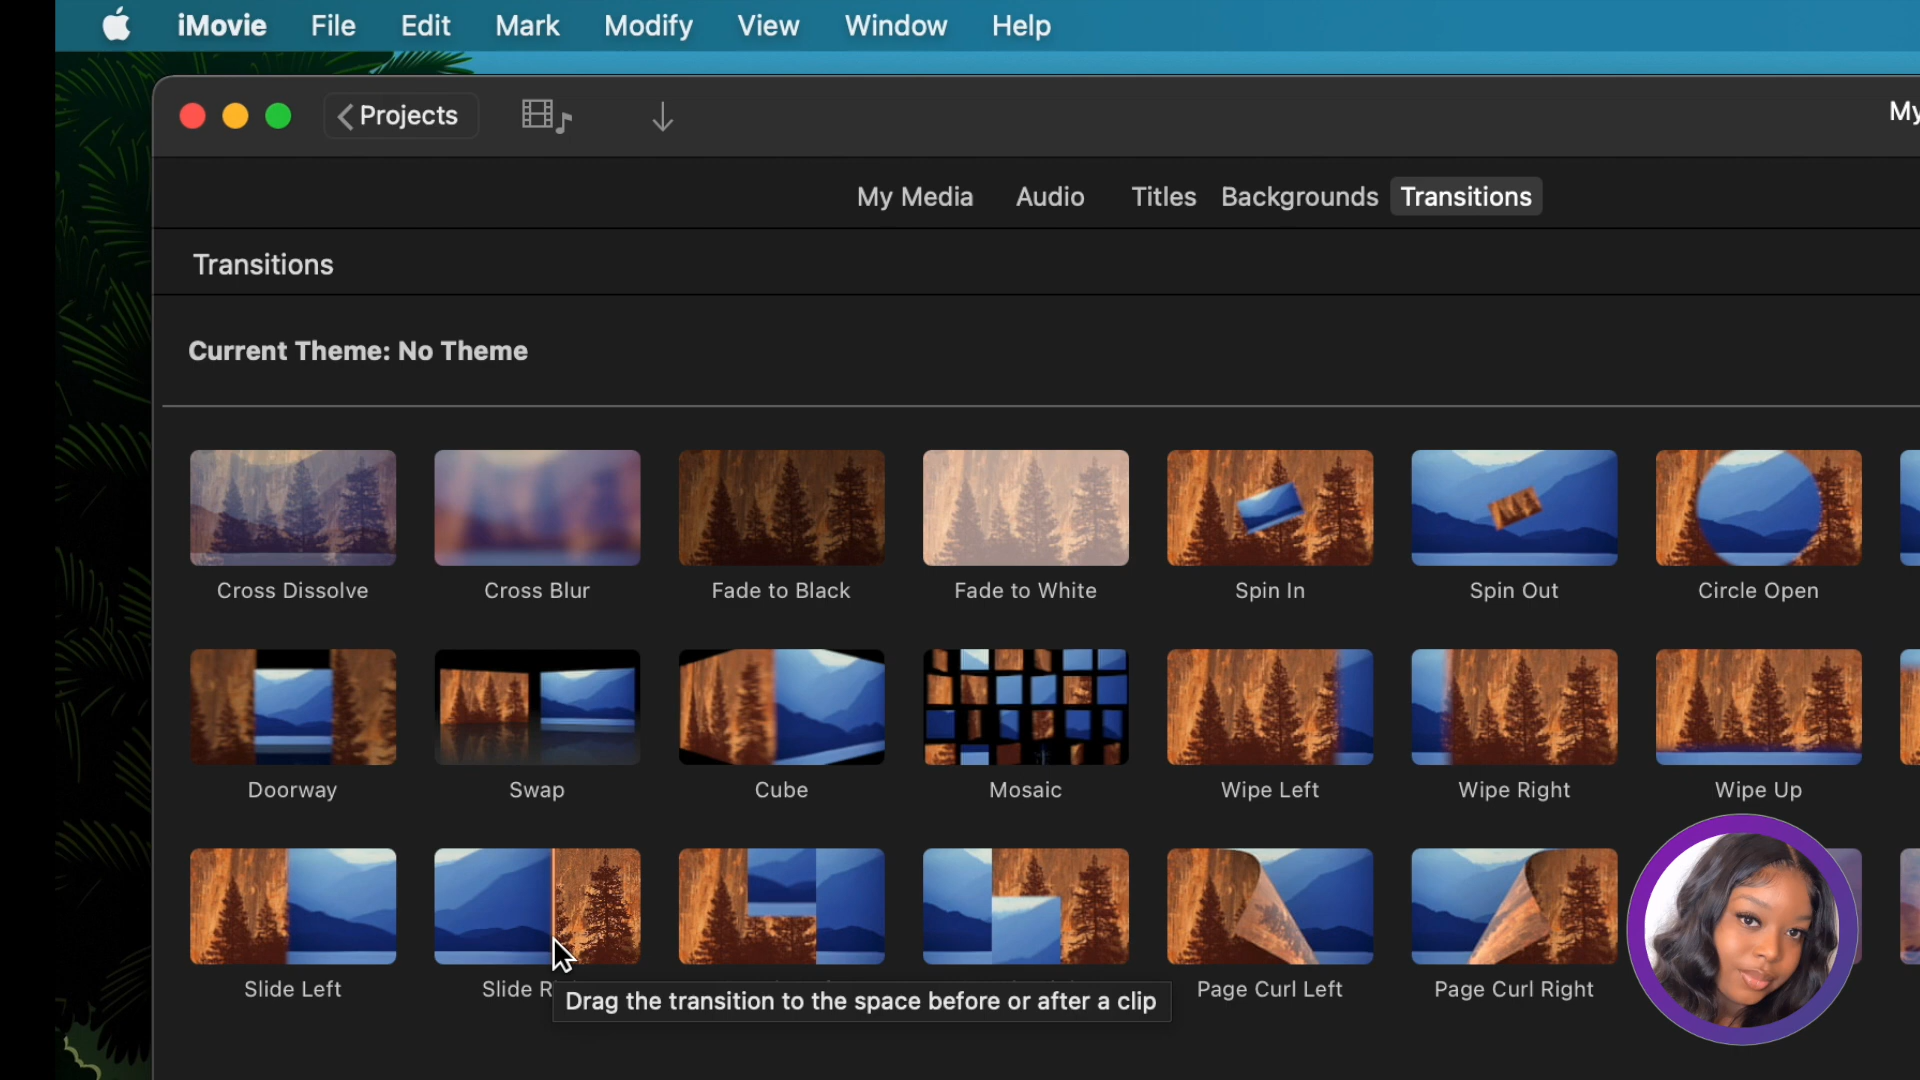 iMovie File Edit Mark Modify View Window Help
Projects
My
My Media Audio Titles Backgrounds Transitions
Transitions
Current Theme: No Theme
Cross Dissolve Cross Blur Fade to Black Fade to White Spin In Spin Out Circle Open
Doorway Swap Cube Mosaic Wipe Left Wipe Right Wipe Up
Slide Left Slide R Page Curl Left Page Curl Right
Drag the transition to the space before or after a clip